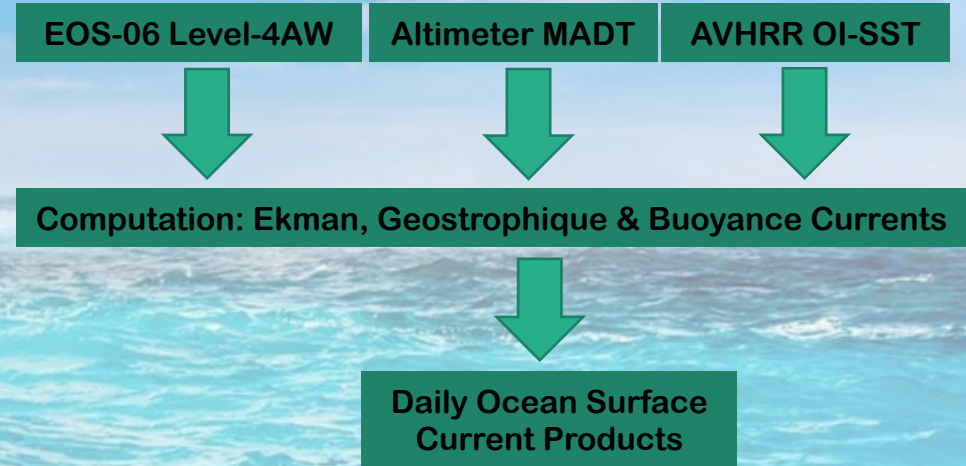 EOS-06 Level-4AW
Altimeter MADT
AVHRR OI-SST
Computation: Ekman, Geostrophique & Buoyance Currents
Daily Ocean Surface
Current Products